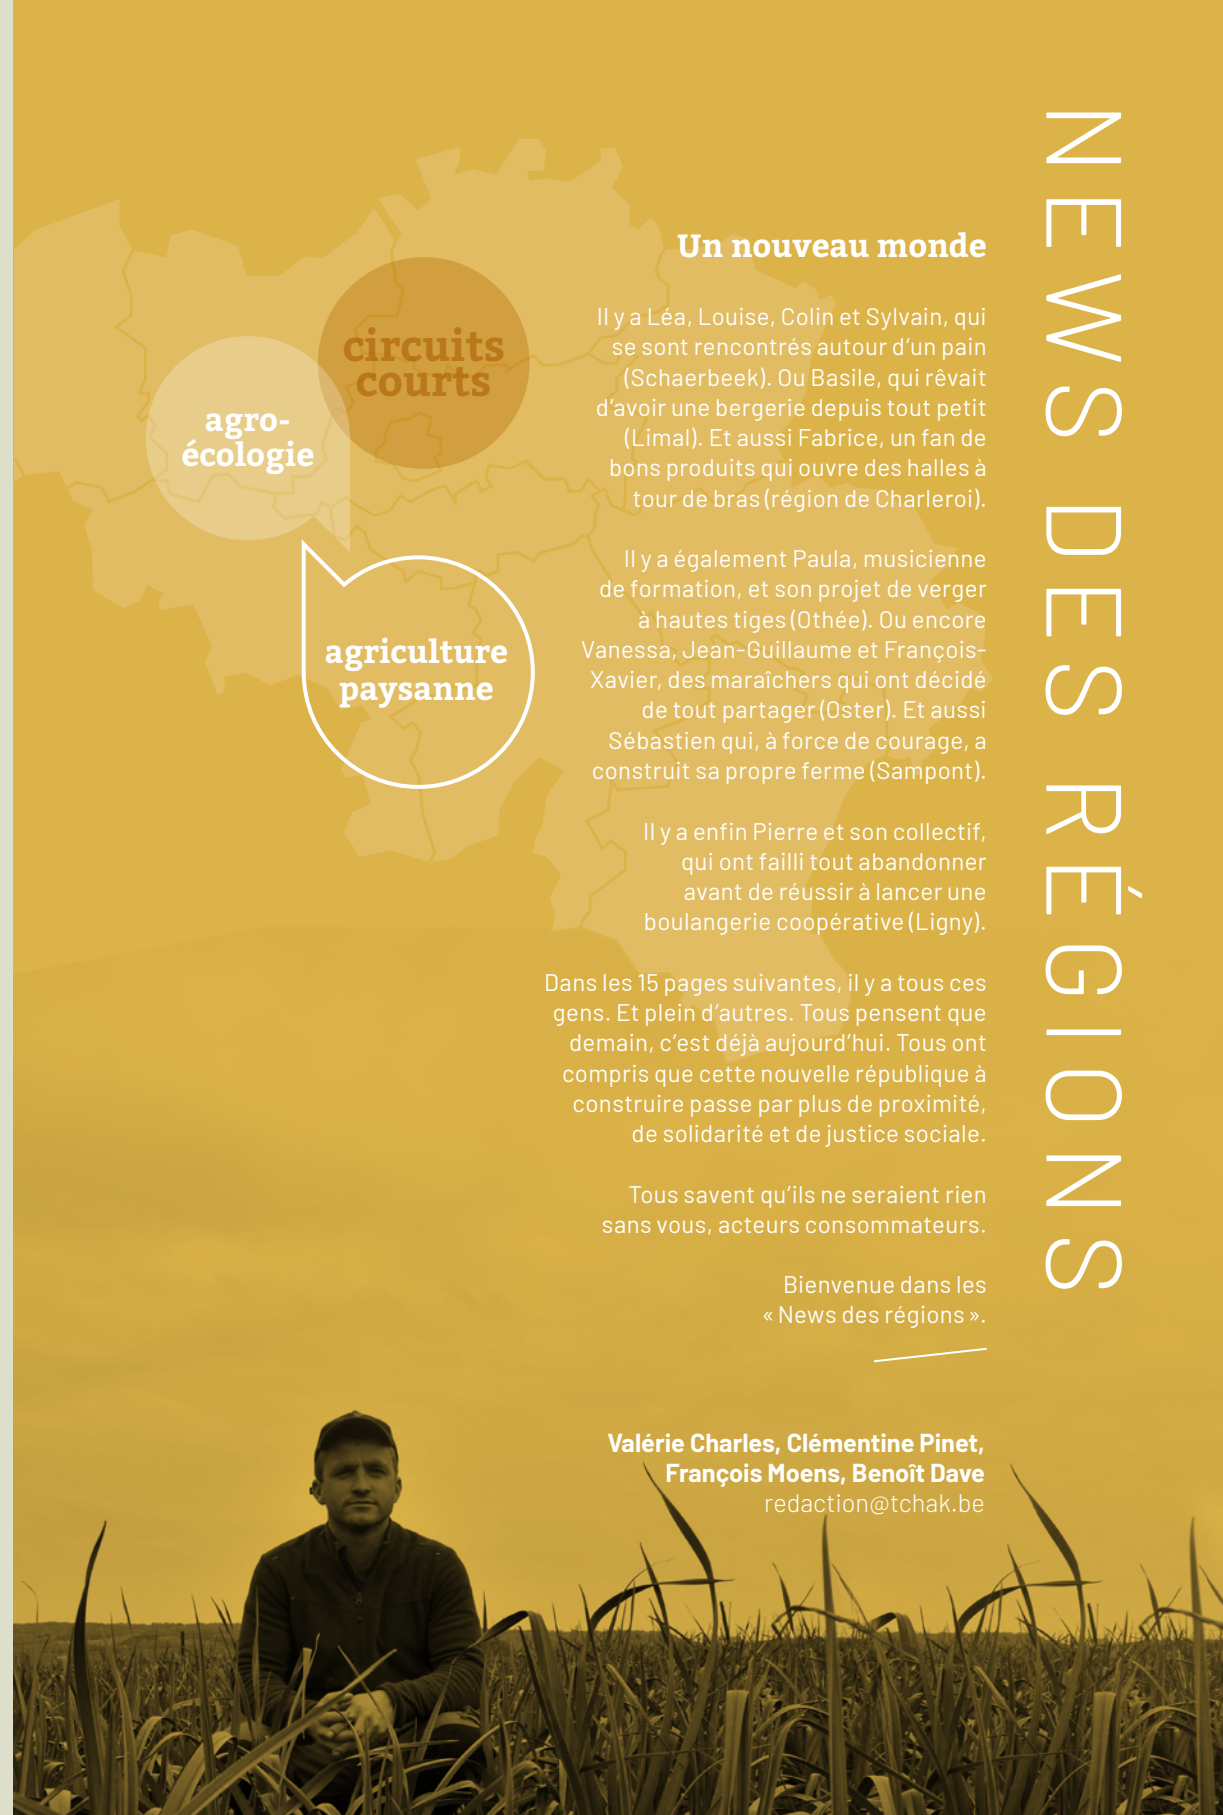 NEWS DES RÉGIONS
circuits
courts
agro-
écologie
agriculture
paysanne
Un nouveau monde
Il y a Léa, Louise, Colin et Sylvain, qui
se sont rencontrés autour d’un pain
(Schaerbeek). Ou Basile, qui rêvait
d’avoir une bergerie depuis tout petit
(Limal). Et aussi Fabrice, un fan de
bons produits qui ouvre des halles à
tour de bras (région de Charleroi).
Il y a également Paula, musicienne
de formation, et son projet de verger
à hautes tiges (Othée). Ou encore
Vanessa, Jean-Guillaume et François-
Xavier, des maraîchers qui ont décidé
de tout partager (Oster). Et aussi
Sébastien qui, à force de courage, a
construit sa propre ferme (Sampont).
Il y a enfin Pierre et son collectif,
qui ont failli tout abandonner
avant de réussir à lancer une
boulangerie coopérative (Ligny).
Dans les 15 pages suivantes, il y a tous ces
gens. Et plein d’autres. Tous pensent que
demain, c’est déjà aujourd’hui. Tous ont
compris que cette nouvelle république à
construire passe par plus de proximité,
de solidarité et de justice sociale.
Tous savent qu’ils ne seraient rien
sans vous, acteurs consommateurs.
Bienvenue dans les
« News des régions ».
Valérie Charles, Clémentine Pinet,
François Moens, Benoît Dave
redaction@tchak.be